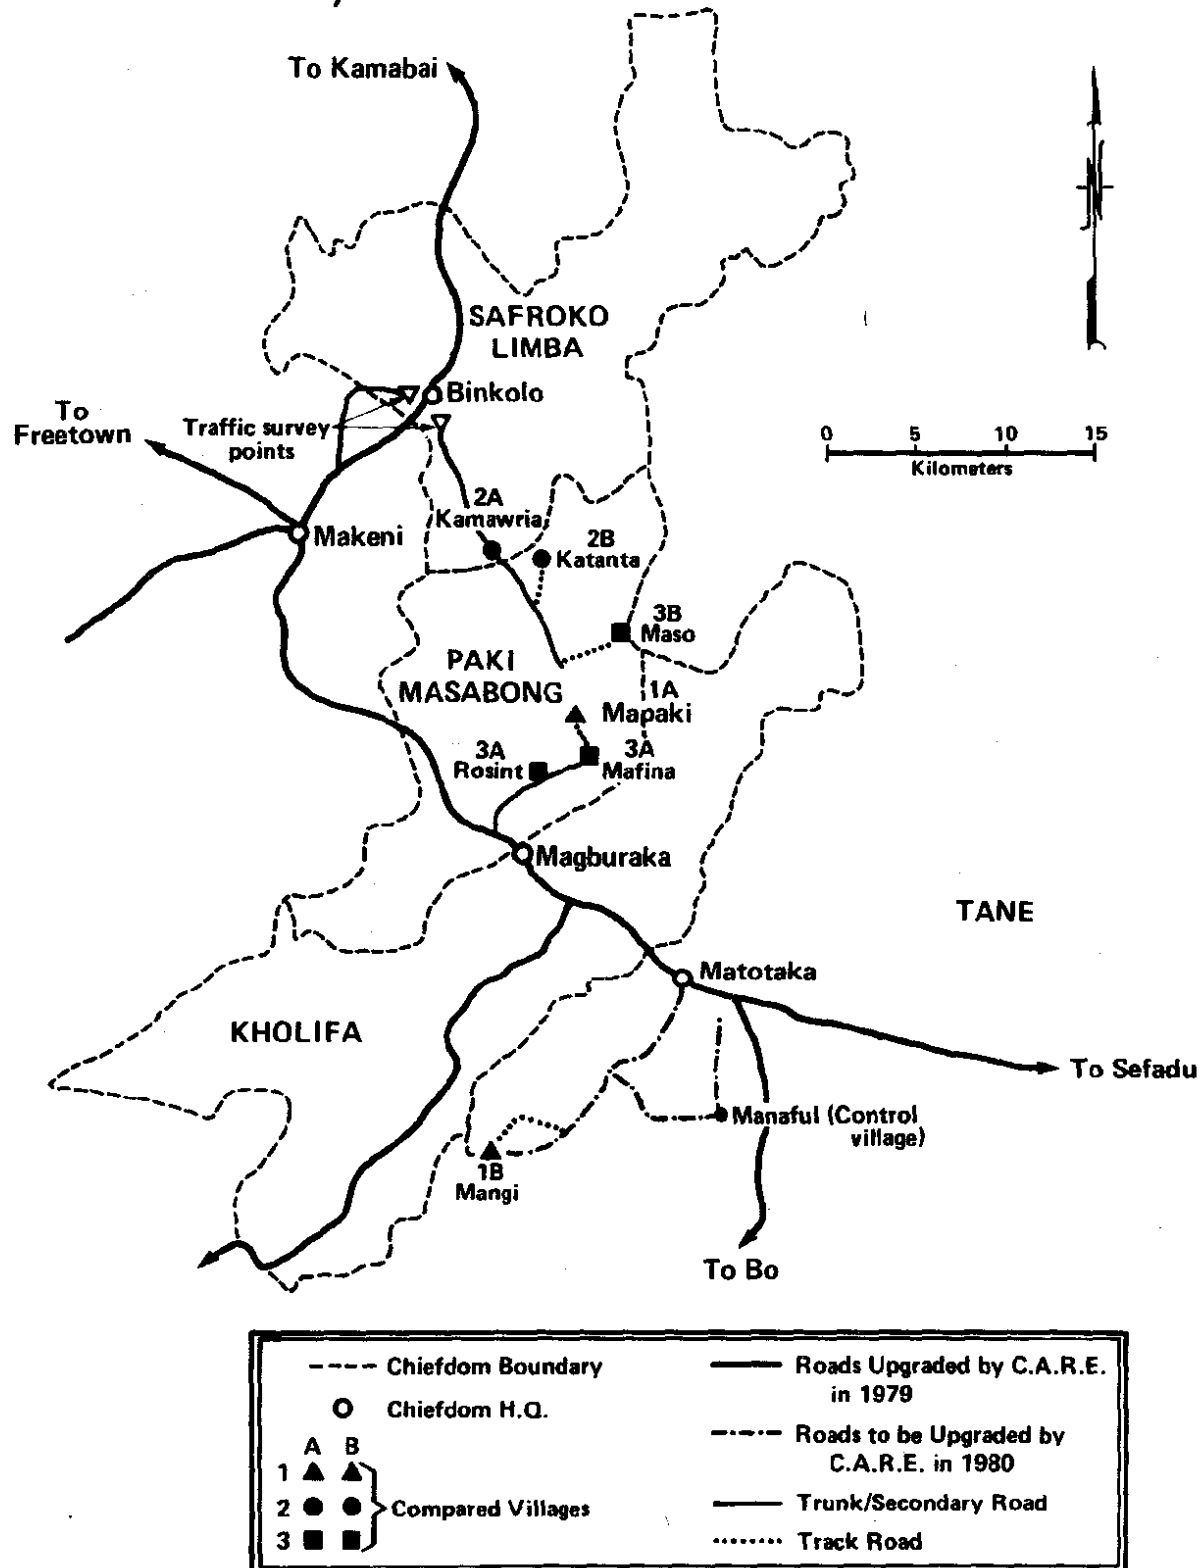 To Kamabai
SAFROKO
LIMBA
Binkolo
To
Freetown
Traffic survey
points
0 5 10 15
Kilometers
2A
Kamawria
Makeni
2B
Katanta
3B
Maso
PAKI
MASABONG
1A
Mapaki
3A
Rosint
3A
Mafina
Magburaka
TANE
Matotaka
KHOLIFA
To Sefadu
Manaful (Control
village)
1B
Mangi
To Bo
Chiefdom Boundary
Chiefdom H.Q.
A B
1
2
3
Compared Villages
Roads Upgraded by C.A.R.E.
in 1979
Roads to be Upgraded by
C.A.R.E. in 1980
Trunk/Secondary Road
Track Road